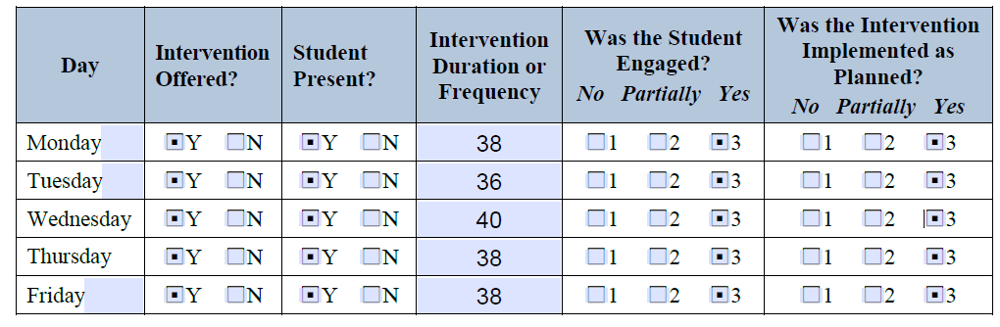 Day Intervention Offered? Student Present? Intervention Duration or Frequency Was the Student Engaged? No Partially Yes Was the Intervention Implemented as Planned? No Partially Yes
Monday Y N Y N 38 1 2 3 1 2 3
Tuesday Y N Y N 36 1 2 3 1 2 3
Wednesday Y N Y N 40 1 2 3 1 2 3
Thursday Y N Y N 38 1 2 3 1 2 3
Friday Y N Y N 38 1 2 3 1 2 3